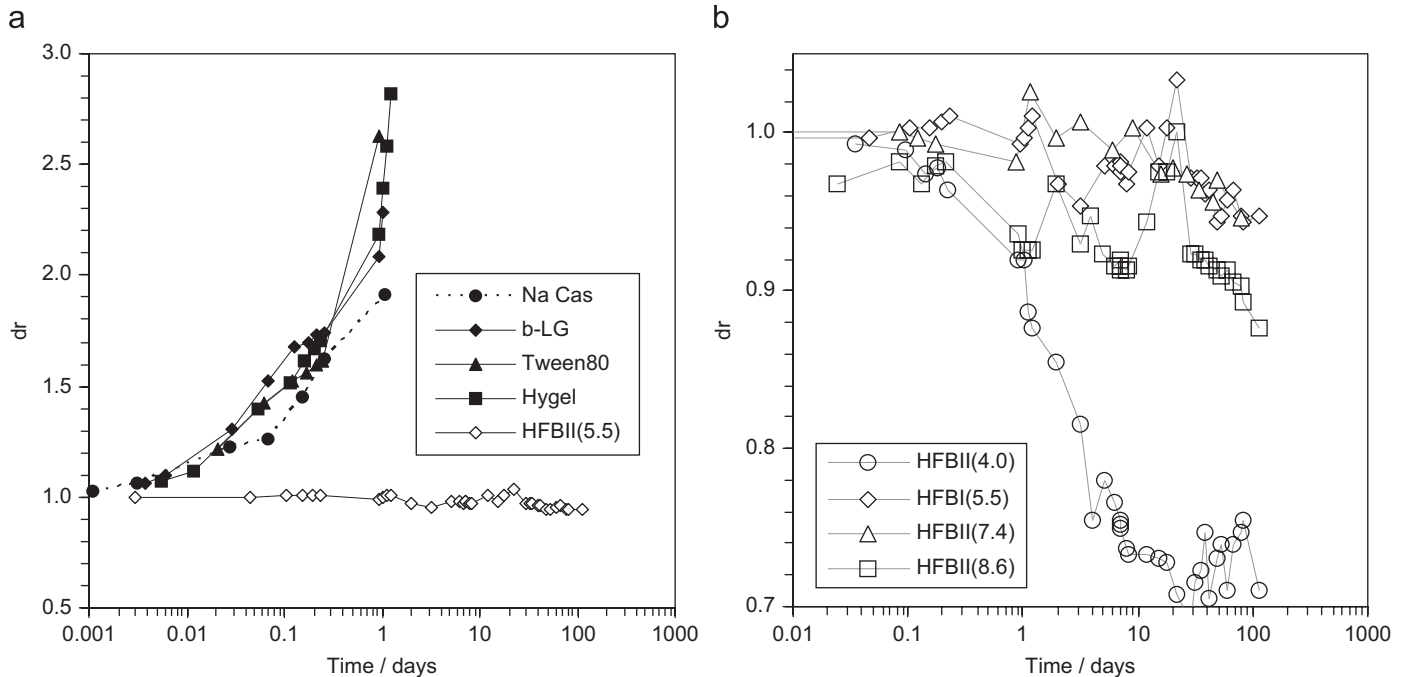 a
3.0
2.5
2.0
1.5
1.0
0.5
dr
0.001
0.01
0.1
1
10
100
1000
Time / days
Na Cas
b-LG
Tween80
Hygel
HFBII(5.5)
b
1.0
0.9
0.8
0.7
dr
0.01
0.1
1
10
100
1000
Time / days
HFBII(4.0)
HFBI(5.5)
HFBII(7.4)
HFBII(8.6)